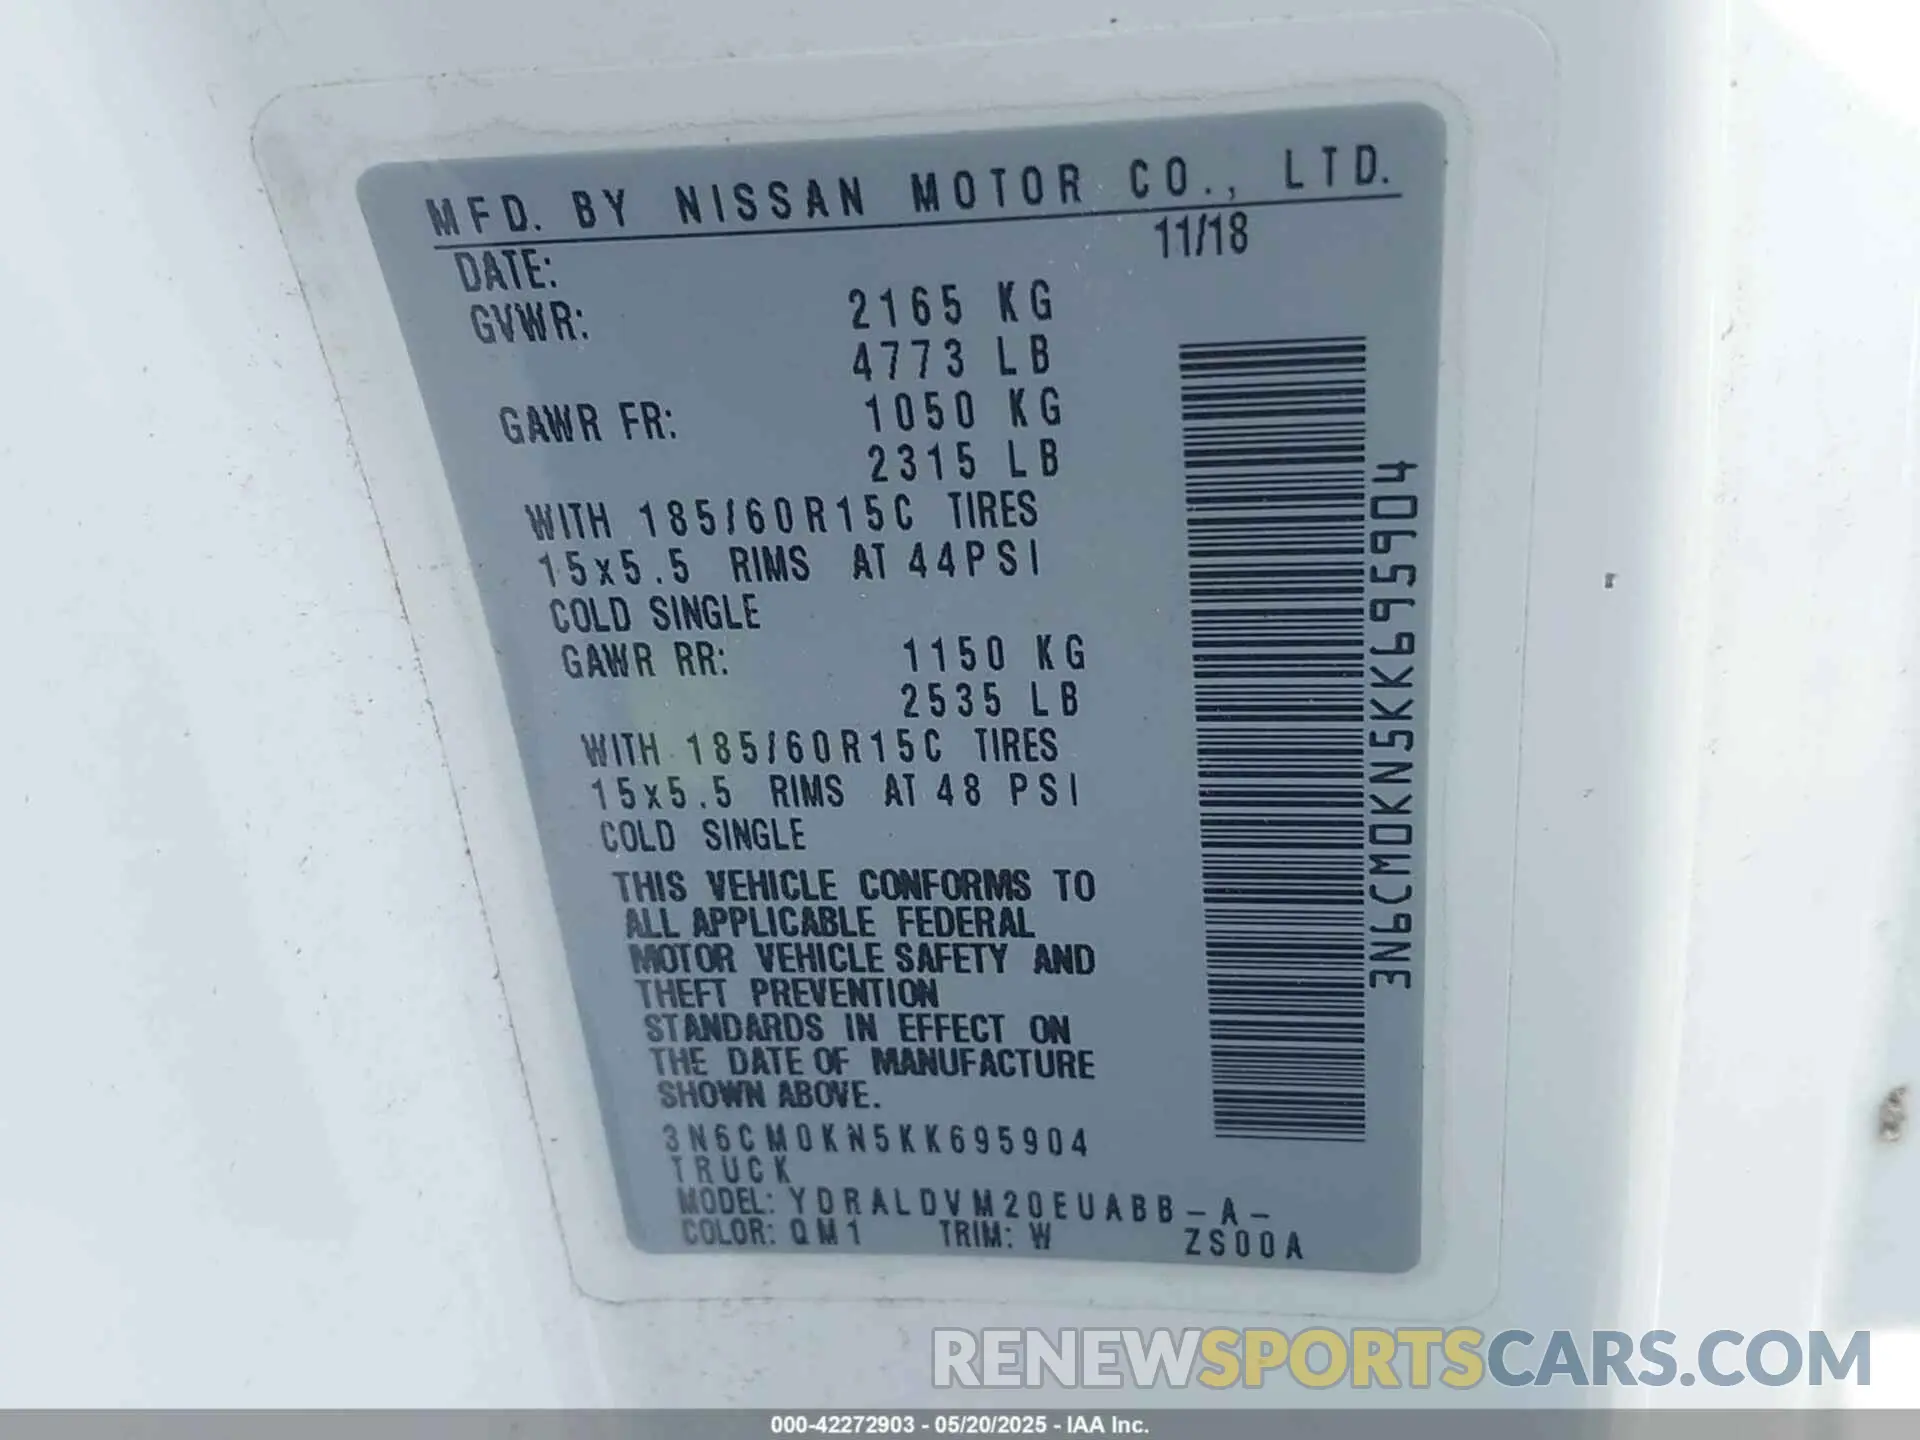 MFD. BY NISSAN MOTOR CO., LTD.
DATE: 11/18
GVWR: 2165 KG
4773 LB
GAWR FR: 1050 KG
2315 LB
WITH 185/60R15C TIRES
15x5.5 RIMS AT 44PSI
COLD SINGLE
GAWR RR: 1150 KG
2535 LB
WITH 185/60R15C TIRES
15x5.5 RIMS AT 48 PSI
COLD SINGLE
THIS VEHICLE CONFORMS TO
ALL APPLICABLE FEDERAL
MOTOR VEHICLE SAFETY AND
THEFT PREVENTION
STANDARDS IN EFFECT ON
THE DATE OF MANUFACTURE
SHOWN ABOVE.
3N6CM0KN5KK695904
TRUCK
MODEL: YDRALDVM20EUABB-A-
COLOR: QM1 TRIM: W ZS00A
3N6CM0KN5KK695904
RENEWSPORTSCARS.COM
000-42272903 - 05/20/2025 - IAA Inc.